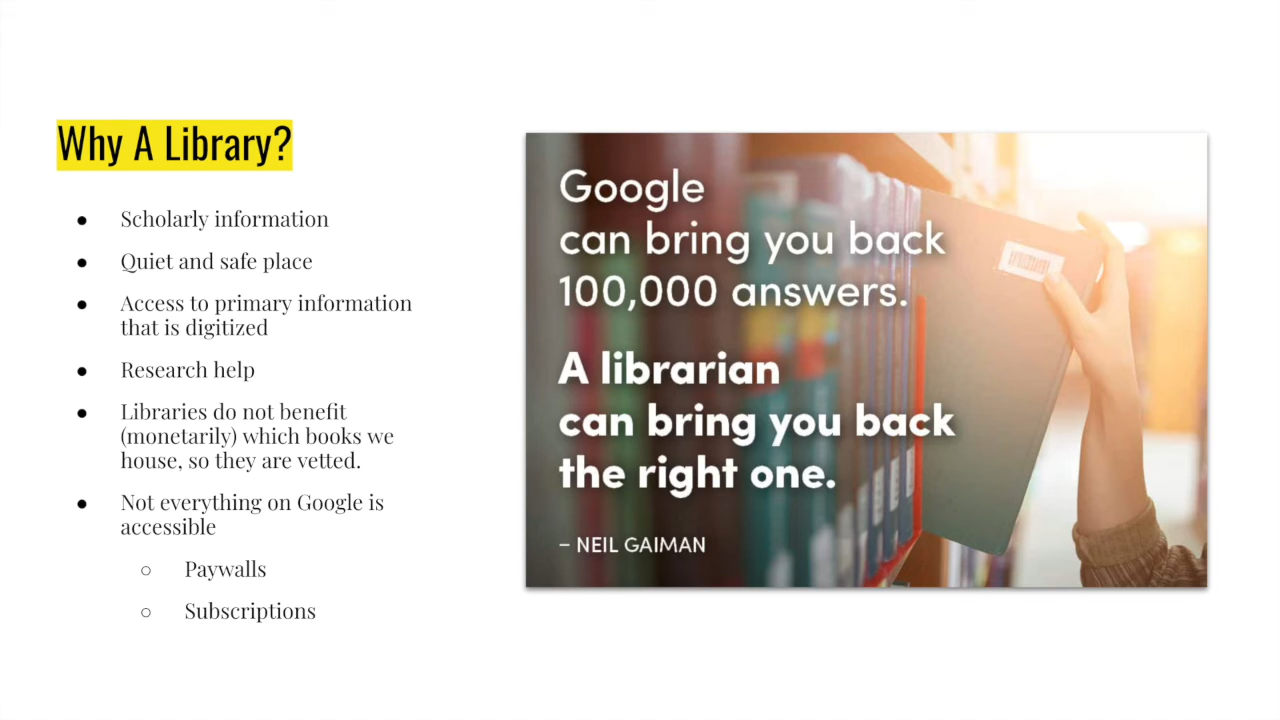 Why A Library?
● Scholarly information
● Quiet and safe place
● Access to primary information
that is digitized
● Research help
● Libraries do not benefit
(monetarily) which books we
house, so they are vetted.
● Not everything on Google is
accessible
○ Paywalls
○ Subscriptions
Google
can bring you back
100,000 answers.
A librarian
can bring you back
the right one.
– NEIL GAIMAN